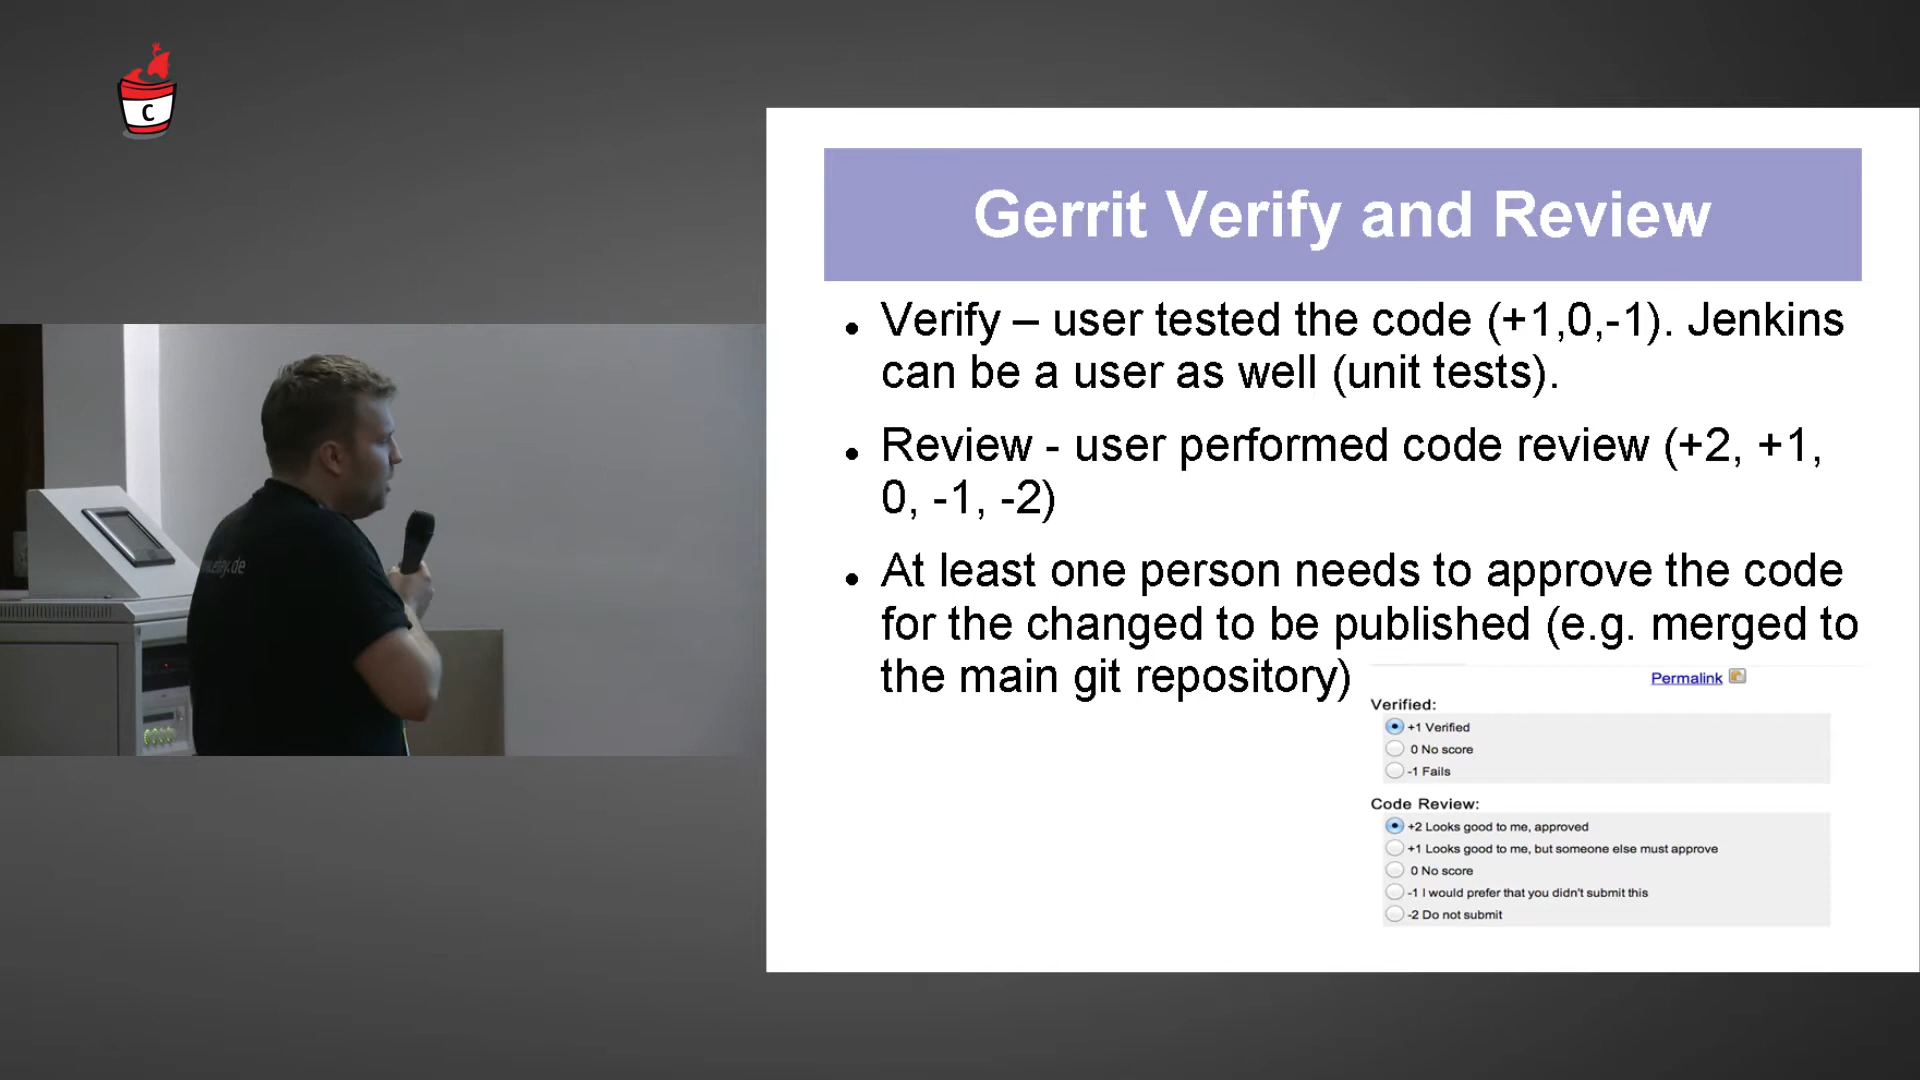 C
Gerrit Verify and Review
• Verify – user tested the code (+1,0,-1). Jenkins
can be a user as well (unit tests).
• Review - user performed code review (+2, +1,
0, -1, -2)
• At least one person needs to approve the code
for the changed to be published (e.g. merged to
the main git repository)
Permalink
Verified:
+1 Verified
0 No score
-1 Fails
Code Review:
+2 Looks good to me, approved
+1 Looks good to me, but someone else must approve
0 No score
-1 I would prefer that you didn't submit this
-2 Do not submit